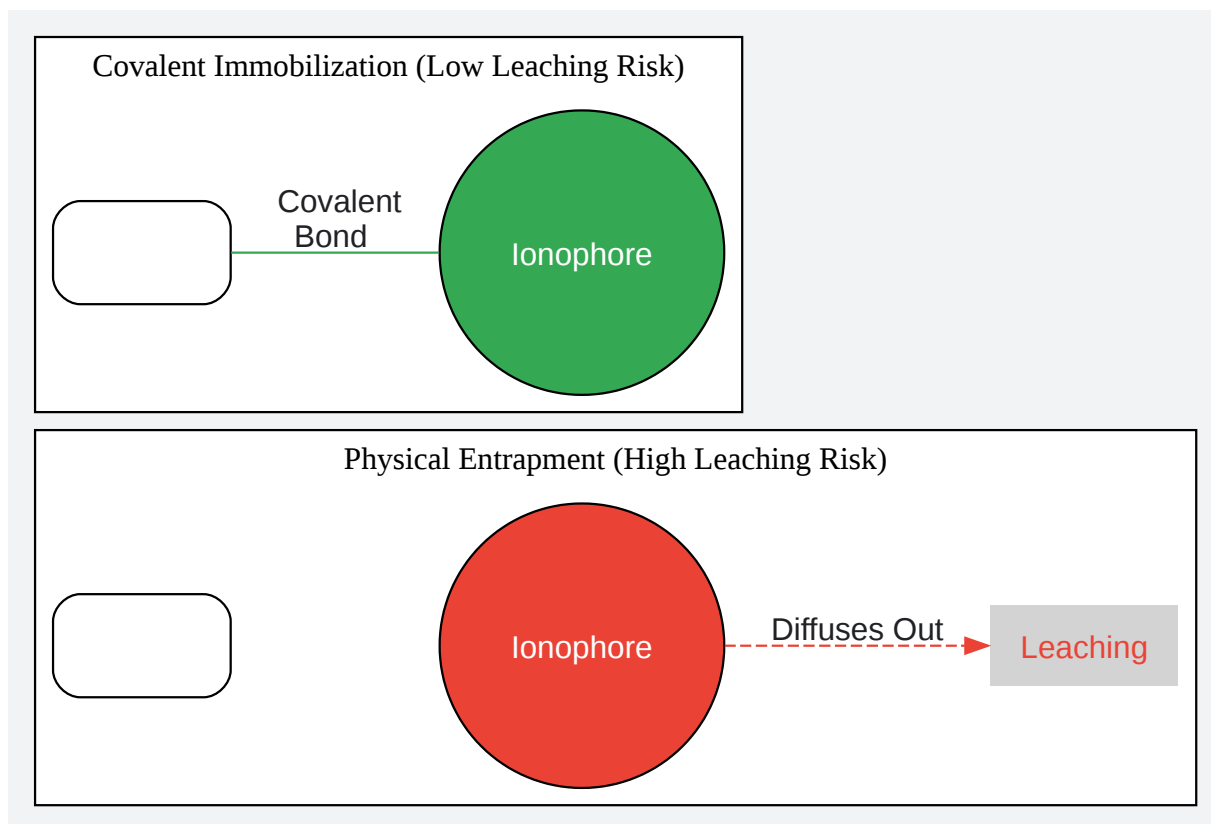 Covalent Immobilization (Low Leaching Risk)
Covalent
Bond
Ionophore
Physical Entrapment (High Leaching Risk)
Ionophore
Diffuses Out
Leaching